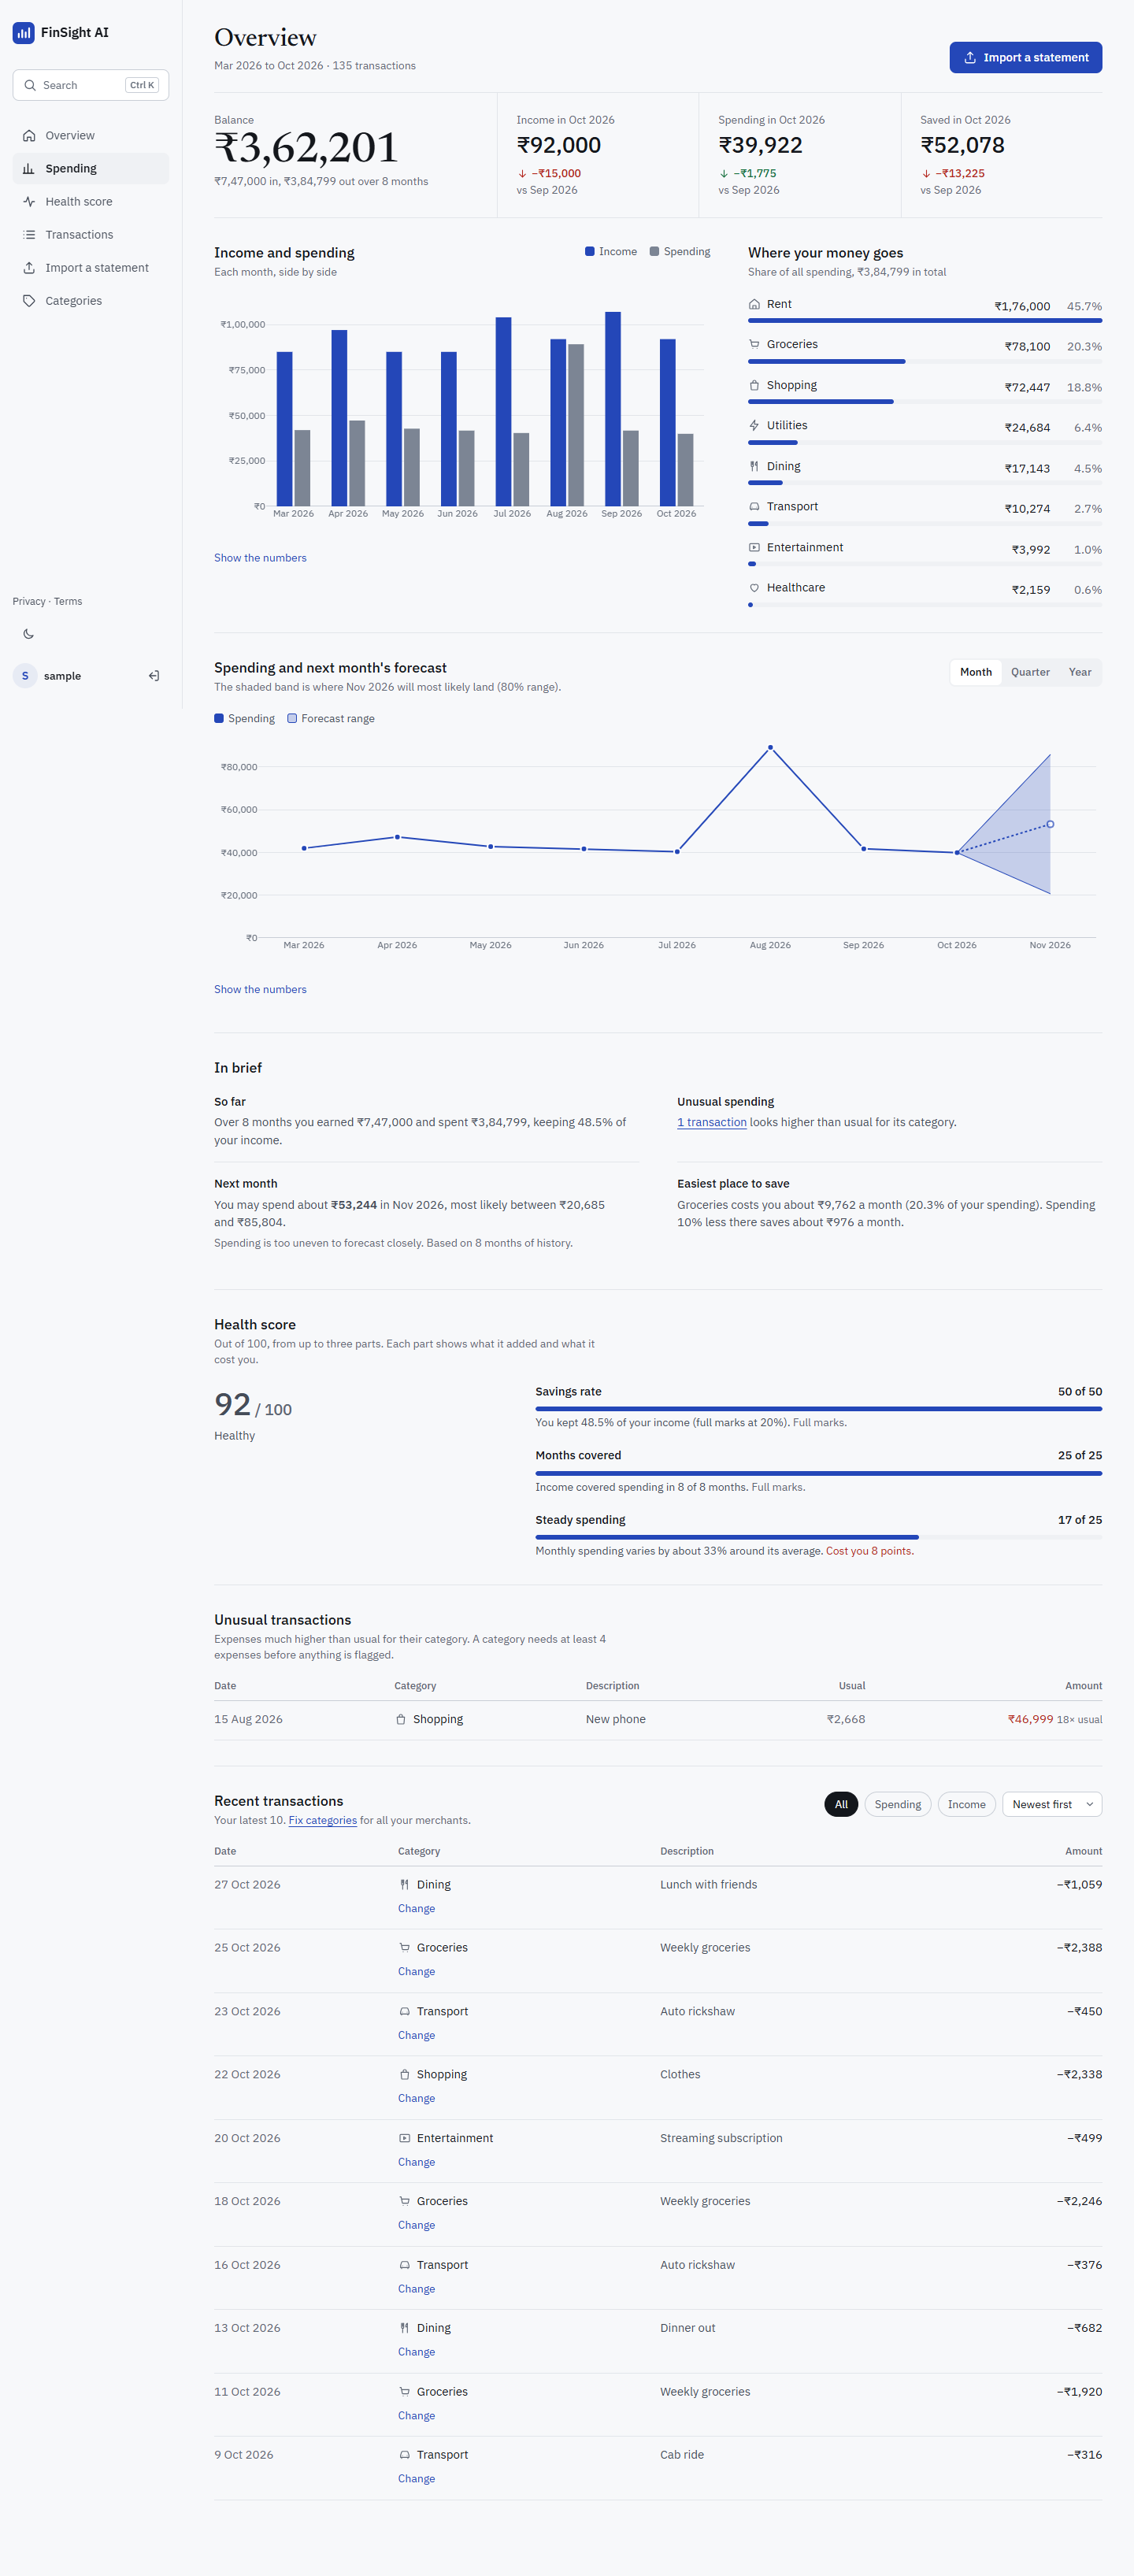 FinSight AI
Search
Ctrl K
Overview
Spending
Health score
Transactions
Import a statement
Categories
Privacy · Terms
S
sample
Overview
Mar 2026 to Oct 2026 · 135 transactions
Import a statement
Balance
₹3,62,201
₹7,47,000 in, ₹3,84,799 out over 8 months
Income in Oct 2026
₹92,000
↓ −₹15,000
vs Sep 2026
Spending in Oct 2026
₹39,922
↓ −₹1,775
vs Sep 2026
Saved in Oct 2026
₹52,078
↓ −₹13,225
vs Sep 2026
Income and spending
Each month, side by side
Income
Spending
₹1,00,000
₹75,000
₹50,000
₹25,000
₹0
Mar 2026 Apr 2026 May 2026 Jun 2026 Jul 2026 Aug 2026 Sep 2026 Oct 2026
Show the numbers
Where your money goes
Share of all spending, ₹3,84,799 in total
Rent ₹1,76,000 45.7%
Groceries ₹78,100 20.3%
Shopping ₹72,447 18.8%
Utilities ₹24,684 6.4%
Dining ₹17,143 4.5%
Transport ₹10,274 2.7%
Entertainment ₹3,992 1.0%
Healthcare ₹2,159 0.6%
Spending and next month's forecast
The shaded band is where Nov 2026 will most likely land (80% range).
Month Quarter Year
Spending
Forecast range
₹80,000
₹60,000
₹40,000
₹20,000
₹0
Mar 2026 Apr 2026 May 2026 Jun 2026 Jul 2026 Aug 2026 Sep 2026 Oct 2026 Nov 2026
Show the numbers
In brief
So far
Over 8 months you earned ₹7,47,000 and spent ₹3,84,799, keeping 48.5% of
your income.
Unusual spending
1 transaction looks higher than usual for its category.
Next month
You may spend about ₹53,244 in Nov 2026, most likely between ₹20,685
and ₹85,804.
Spending is too uneven to forecast closely. Based on 8 months of history.
Easiest place to save
Groceries costs you about ₹9,762 a month (20.3% of your spending). Spending
10% less there saves about ₹976 a month.
Health score
Out of 100, from up to three parts. Each part shows what it added and what it
cost you.
92 / 100
Healthy
Savings rate 50 of 50
You kept 48.5% of your income (full marks at 20%). Full marks.
Months covered 25 of 25
Income covered spending in 8 of 8 months. Full marks.
Steady spending 17 of 25
Monthly spending varies by about 33% around its average. Cost you 8 points.
Unusual transactions
Expenses much higher than usual for their category. A category needs at least 4
expenses before anything is flagged.
Date Category Description Usual Amount
15 Aug 2026 Shopping New phone ₹2,668 ₹46,999 18× usual
Recent transactions
Your latest 10. Fix categories for all your merchants.
All Spending Income Newest first
Date Category Description Amount
27 Oct 2026 Dining Lunch with friends −₹1,059
Change
25 Oct 2026 Groceries Weekly groceries −₹2,388
Change
23 Oct 2026 Transport Auto rickshaw −₹450
Change
22 Oct 2026 Shopping Clothes −₹2,338
Change
20 Oct 2026 Entertainment Streaming subscription −₹499
Change
18 Oct 2026 Groceries Weekly groceries −₹2,246
Change
16 Oct 2026 Transport Auto rickshaw −₹376
Change
13 Oct 2026 Dining Dinner out −₹682
Change
11 Oct 2026 Groceries Weekly groceries −₹1,920
Change
9 Oct 2026 Transport Cab ride −₹316
Change